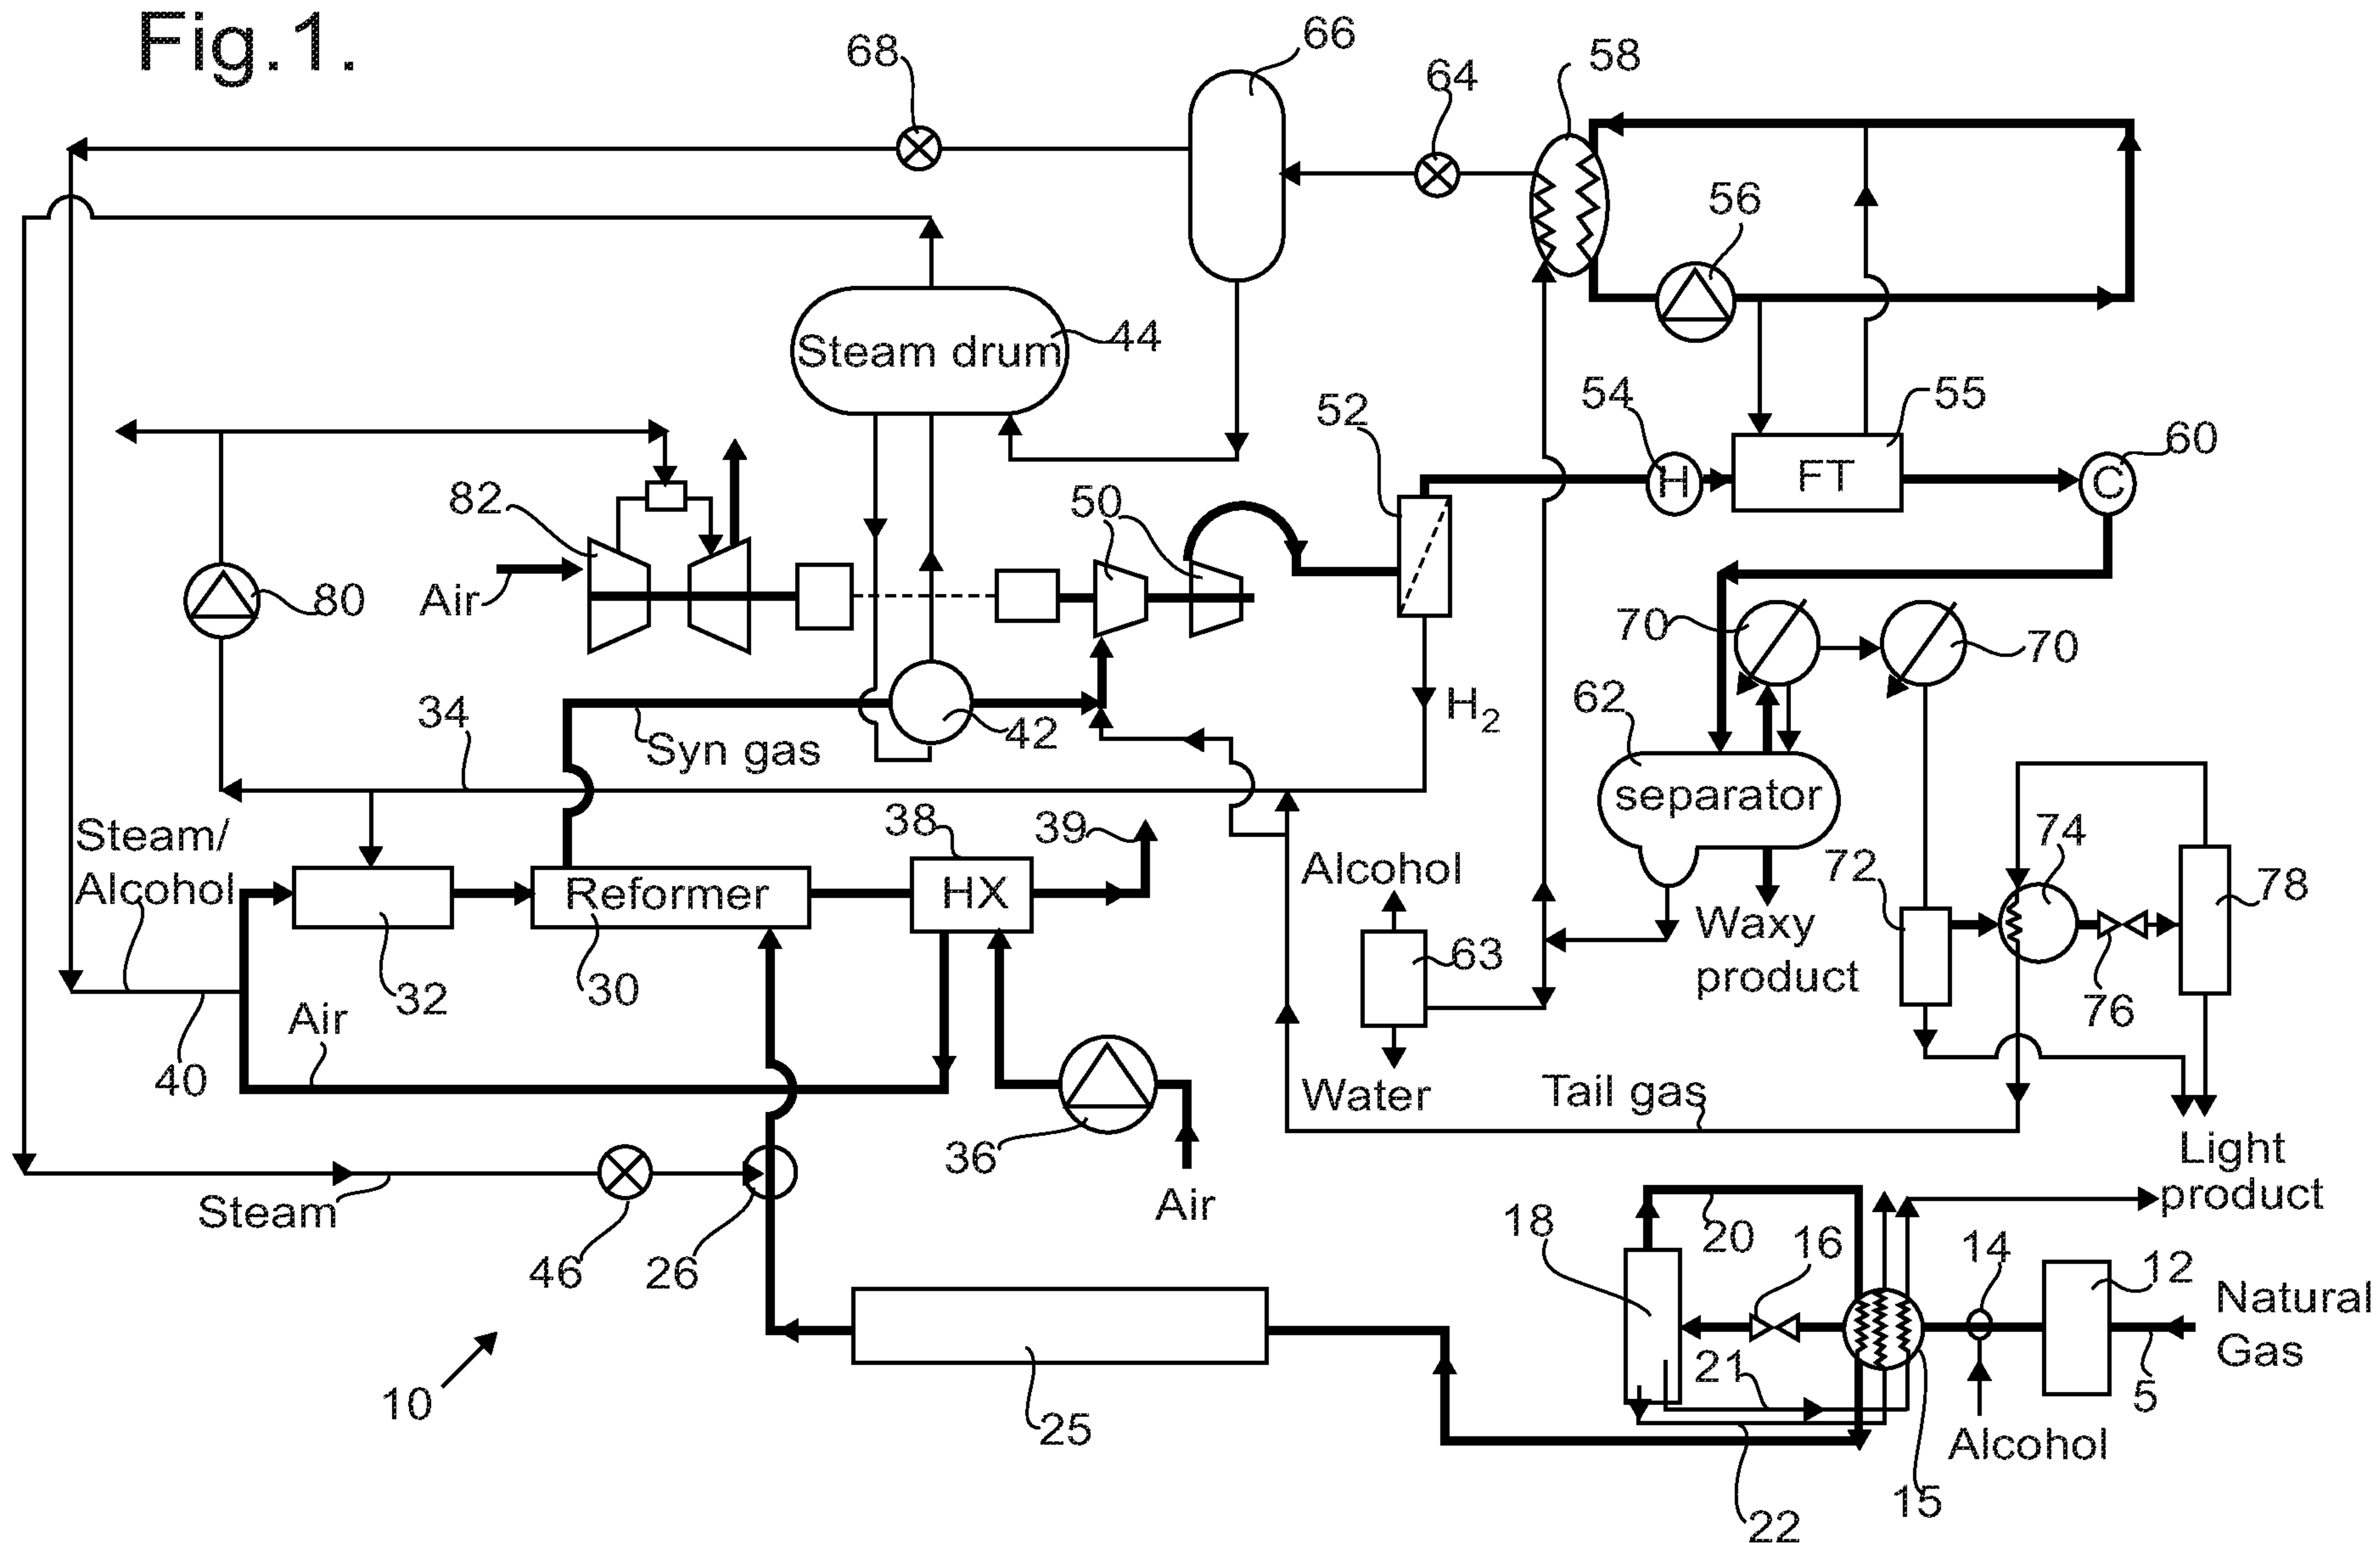 Fig.1.
66
68
58
64
56
Steam drum
44
52
54
55
60
H
FT
C
82
50
Air
80
70
70
34
H2
62
42
Syn gas
separator
Steam/
Alcohol
38
39
Alcohol
74
72
78
Reformer
HX
Waxy
product
63
32
30
76
Air
40
Water
Tail gas
36
Light
product
Steam
Air
46
26
18
20
16
14
12
Natural
Gas
21
5
10
25
Alcohol
15
22